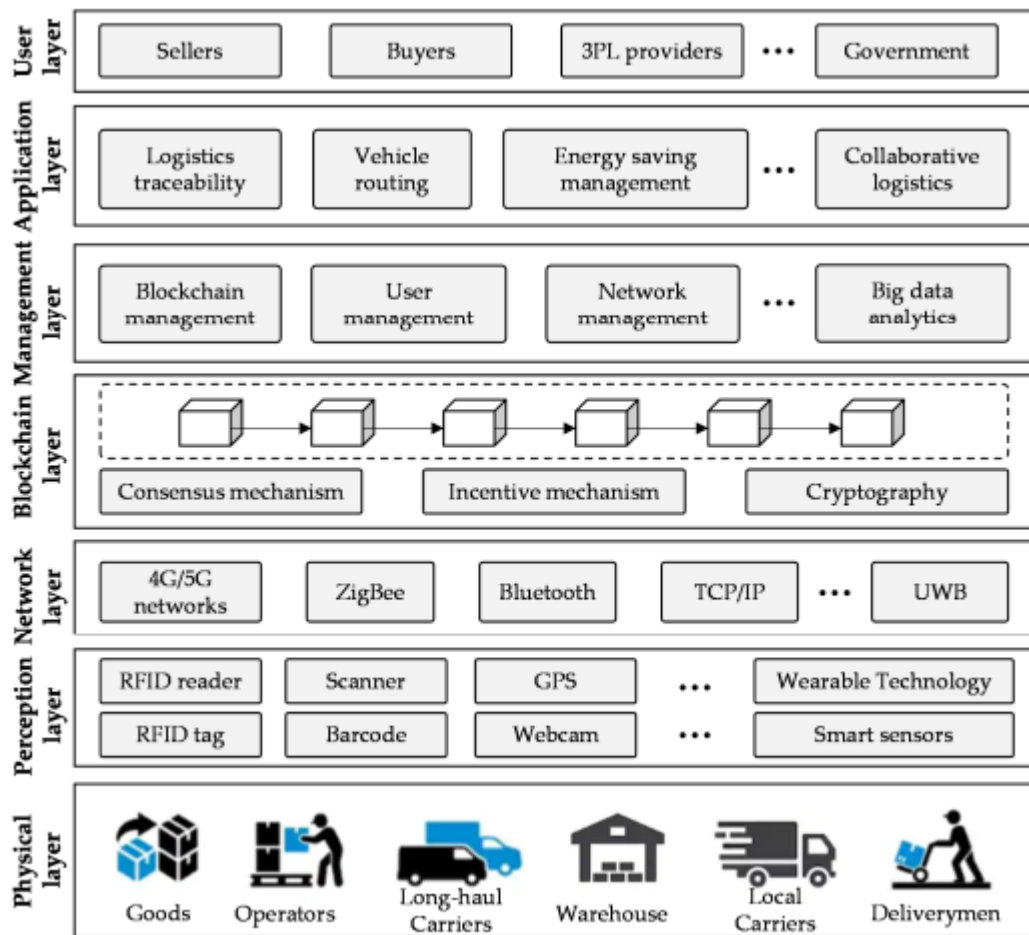 User
layer
Sellers
Buyers
3PL providers
•••
Government
Application
layer
Logistics
traceability
Vehicle
routing
Energy saving
management
•••
Collaborative
logistics
Management
layer
Blockchain
management
User
management
Network
management
•••
Big data
analytics
Blockchain
layer
Consensus mechanism
Incentive mechanism
Cryptography
Network
layer
4G/5G
networks
ZigBee
Bluetooth
TCP/IP
•••
UWB
Perception
layer
RFID reader
Scanner
GPS
•••
Wearable Technology
RFID tag
Barcode
Webcam
•••
Smart sensors
Physical
layer
Goods
Operators
Long-haul
Carriers
Warehouse
Local
Carriers
Deliverymen